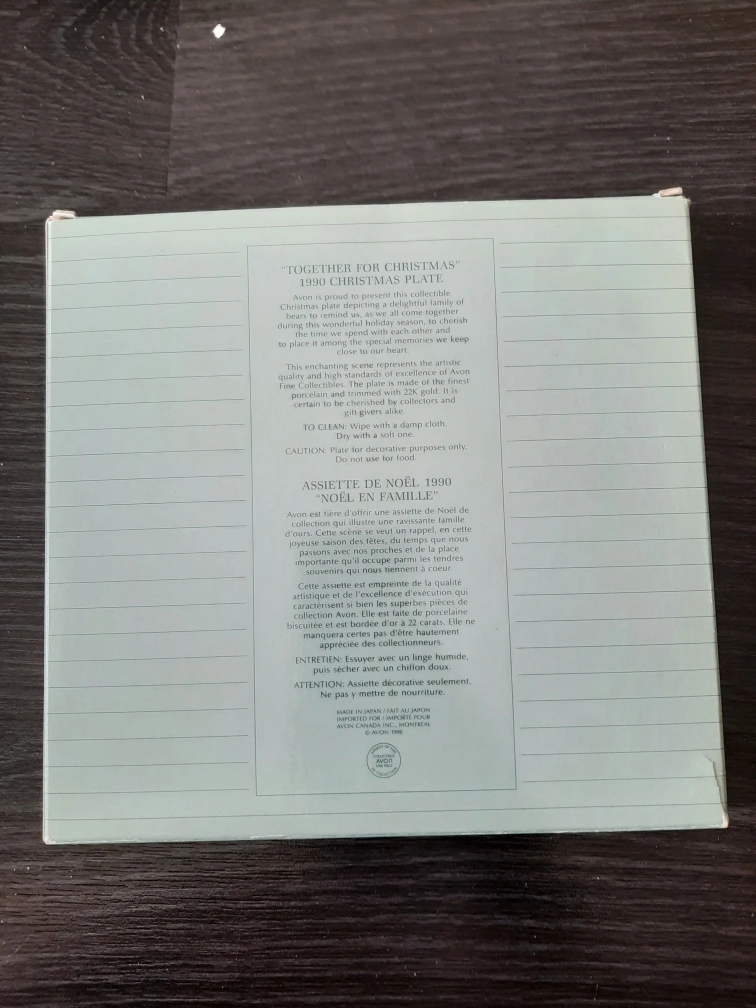 "TOGETHER FOR CHRISTMAS"
1990 CHRISTMAS PLATE
Avon is proud to present this collectible
Christmas plate depicting a delightful family of
bears to remind us, as we all come together
during this wonderful holiday season, to cherish
the time we spend with each other and
to place it among the special memories we keep
close to our heart.
This enchanting scene represents the artistic
quality and high standards of excellence of Avon
Fine Collectibles. The plate is made of the finest
porcelain and trimmed with 22K gold. It is
certain to be cherished by collectors and
gift-givers alike.
TO CLEAN: Wipe with a damp cloth.
Dry with a soft one.
CAUTION: Plate for decorative purposes only.
Do not use for food.
ASSIETTE DE NOËL 1990
"NOËL EN FAMILLE"
Avon est fière d'offrir une assiette de Noël de
collection qui illustre une ravissante famille
d'ours. Cette scène se veut un rappel, en cette
joyeuse saison des fêtes, du temps que nous
passons avec nos proches et de la place
importante qu'il occupe parmi les tendres
souvenirs qui nous tiennent à coeur.
Cette assiette est empreinte de la qualité
artistique et de l'excellence d'exécution qui
caractérisent si bien les superbes pièces de
collection Avon. Elle est faite de porcelaine
biscuitée et est bordée d'or à 22 carats. Elle ne
manquera certes pas d'être hautement
appréciée des collectionneurs.
ENTRETIEN: Essuyer avec un linge humide,
puis sécher avec un chiffon doux.
ATTENTION: Assiette décorative seulement.
Ne pas y mettre de nourriture.
MADE IN JAPAN / FAIT AU JAPON
IMPORTED FOR / IMPORTÉ POUR
AVON CANADA INC., MONTRÉAL
© AVON 1990
AVON